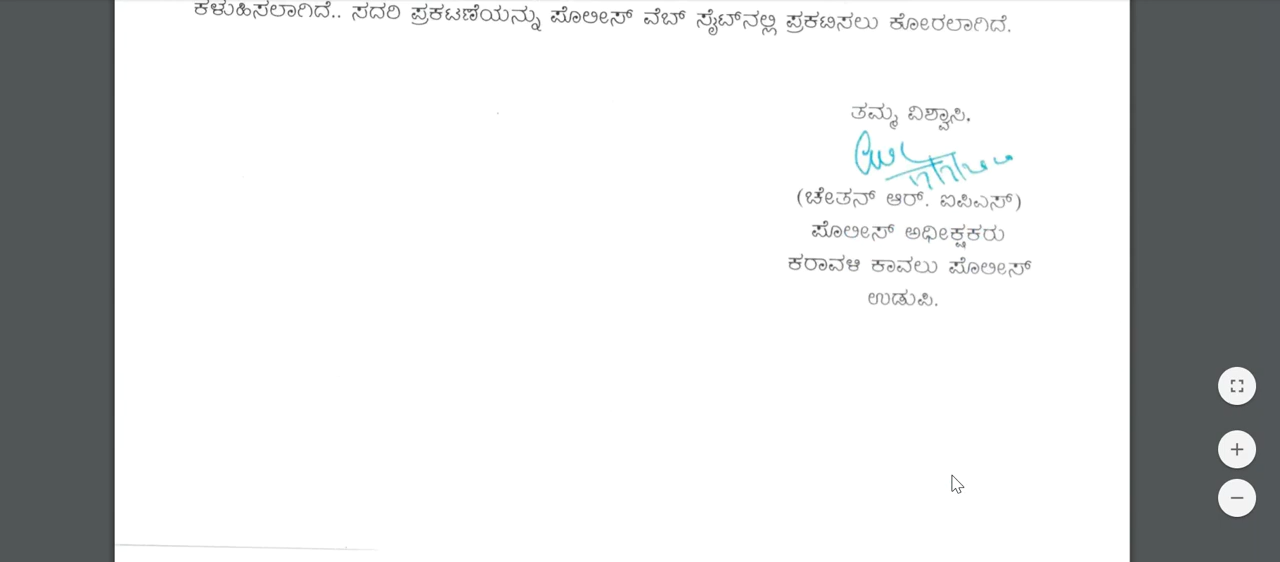 ಕಳುಹಿಸಲಾಗಿದೆ.. ಸದರಿ ಪ್ರಕಟಣೆಯನ್ನು ಪೊಲೀಸ್ ವೆಬ್ ಸೈಟ್‌ನಲ್ಲಿ ಪ್ರಕಟಿಸಲು ಕೋರಲಾಗಿದೆ.
ತಮ್ಮ ವಿಶ್ವಾಸಿ.
(ಚೇತನ್ ಆರ್. ಐಪಿಎಸ್)
ಪೊಲೀಸ್ ಅಧೀಕ್ಷಕರು
ಕರಾವಳಿ ಕಾವಲು ಪೊಲೀಸ್
ಉಡುಪಿ.